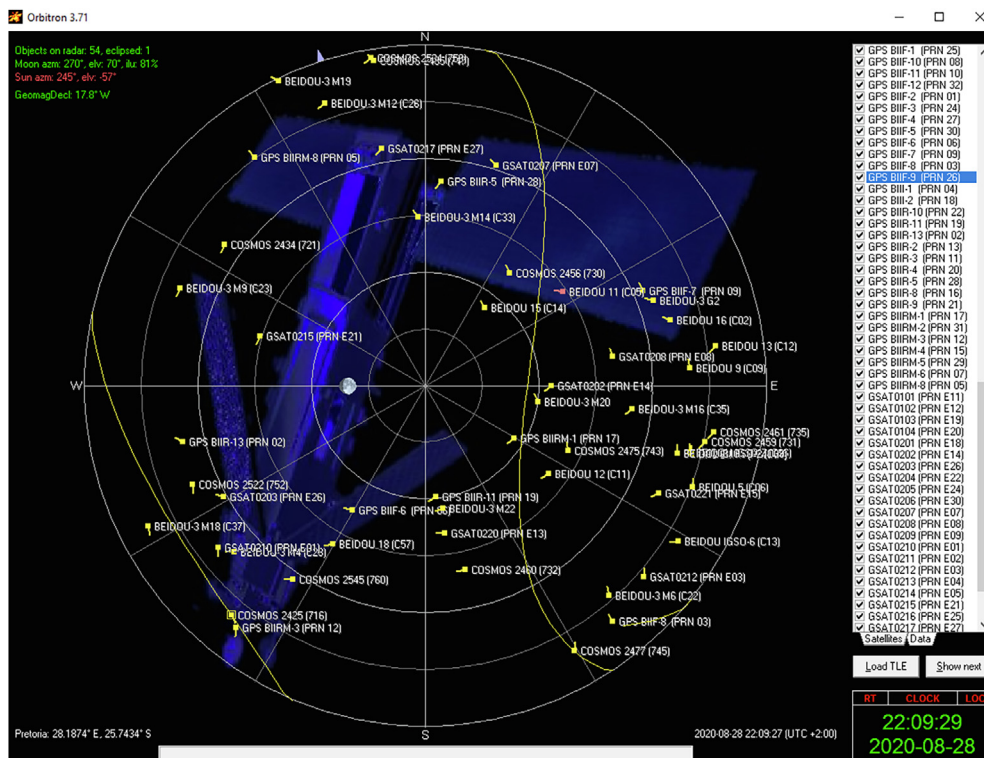 Orbitron 3.71
Objects on radar: 54, eclipsed: 1
Moon azm: 270°, elv: 70°, ilu: 81%
Sun azm: 245°, elv: -57°
GeomagDecl: 17.8° W
N
BEIDOU-3 M19
BEIDOU-3 M12 (C26)
GSAT0217 (PRN E27)
GPS BIIRM-8 (PRN 05)
GSAT0207 (PRN E07)
GPS BIIR-5 (PRN 28)
BEIDOU-3 M14 (C33)
COSMOS 2434 (721)
COSMOS 2456 (730)
BEIDOU-3 M9 (C23)
BEIDOU 11 (C05)
GPS BIIF-7 (PRN 09)
BEIDOU-3 G2
BEIDOU 15 (C14)
BEIDOU 16 (C02)
GSAT0215 (PRN E21)
BEIDOU 13 (C12)
GSAT0208 (PRN E08)
BEIDOU 9 (C09)
W
GSAT0202 (PRN E14)
E
BEIDOU-3 M20
BEIDOU-3 M16 (C35)
GPS BIIR-13 (PRN 02)
GPS BIIRM-1 (PRN 17)
COSMOS 2461 (735)
COSMOS 2459 (731)
COSMOS 2475 (743)
BEIDOU 12 (C11)
COSMOS 2522 (752)
BEIDOU 5 (C06)
GSAT0203 (PRN E26)
GPS BIIR-11 (PRN 19)
GSAT0221 (PRN E15)
GPS BIIF-6 (PRN 06)
BEIDOU-3 M22
BEIDOU-3 M18 (C37)
GSAT0220 (PRN E13)
BEIDOU IGSO-6 (C13)
BEIDOU 18 (C57)
GSAT0210 (PRN E01)
COSMOS 2460 (732)
COSMOS 2545 (760)
GSAT0212 (PRN E03)
BEIDOU-3 M6 (C22)
COSMOS 2425 (716)
GPS BIIRM-3 (PRN 12)
GPS BIIF-8 (PRN 03)
COSMOS 2477 (745)
S
Pretoria: 28.1874° E, 25.7434° S
2020-08-28 22:09:27 (UTC +2:00)
GPS BIIF-1 (PRN 25)
GPS BIIF-10 (PRN 08)
GPS BIIF-11 (PRN 10)
GPS BIIF-12 (PRN 32)
GPS BIIF-2 (PRN 01)
GPS BIIF-3 (PRN 24)
GPS BIIF-4 (PRN 27)
GPS BIIF-5 (PRN 30)
GPS BIIF-6 (PRN 06)
GPS BIIF-7 (PRN 09)
GPS BIIF-8 (PRN 03)
GPS BIIF-9 (PRN 26)
GPS BIII-1 (PRN 04)
GPS BIII-2 (PRN 18)
GPS BIIR-10 (PRN 22)
GPS BIIR-11 (PRN 19)
GPS BIIR-13 (PRN 02)
GPS BIIR-2 (PRN 13)
GPS BIIR-3 (PRN 11)
GPS BIIR-4 (PRN 20)
GPS BIIR-5 (PRN 28)
GPS BIIR-8 (PRN 16)
GPS BIIR-9 (PRN 21)
GPS BIIRM-1 (PRN 17)
GPS BIIRM-2 (PRN 31)
GPS BIIRM-3 (PRN 12)
GPS BIIRM-4 (PRN 15)
GPS BIIRM-5 (PRN 29)
GPS BIIRM-6 (PRN 07)
GPS BIIRM-8 (PRN 05)
GSAT0101 (PRN E11)
GSAT0102 (PRN E12)
GSAT0103 (PRN E19)
GSAT0104 (PRN E20)
GSAT0201 (PRN E18)
GSAT0202 (PRN E14)
GSAT0203 (PRN E26)
GSAT0204 (PRN E22)
GSAT0205 (PRN E24)
GSAT0206 (PRN E30)
GSAT0207 (PRN E07)
GSAT0208 (PRN E08)
GSAT0209 (PRN E09)
GSAT0210 (PRN E01)
GSAT0211 (PRN E02)
GSAT0212 (PRN E03)
GSAT0213 (PRN E04)
GSAT0214 (PRN E05)
GSAT0215 (PRN E21)
GSAT0216 (PRN E25)
GSAT0217 (PRN E27)
Satellites
Data
Load TLE
Show next
RT
CLOCK
LOC
22:09:29
2020-08-28